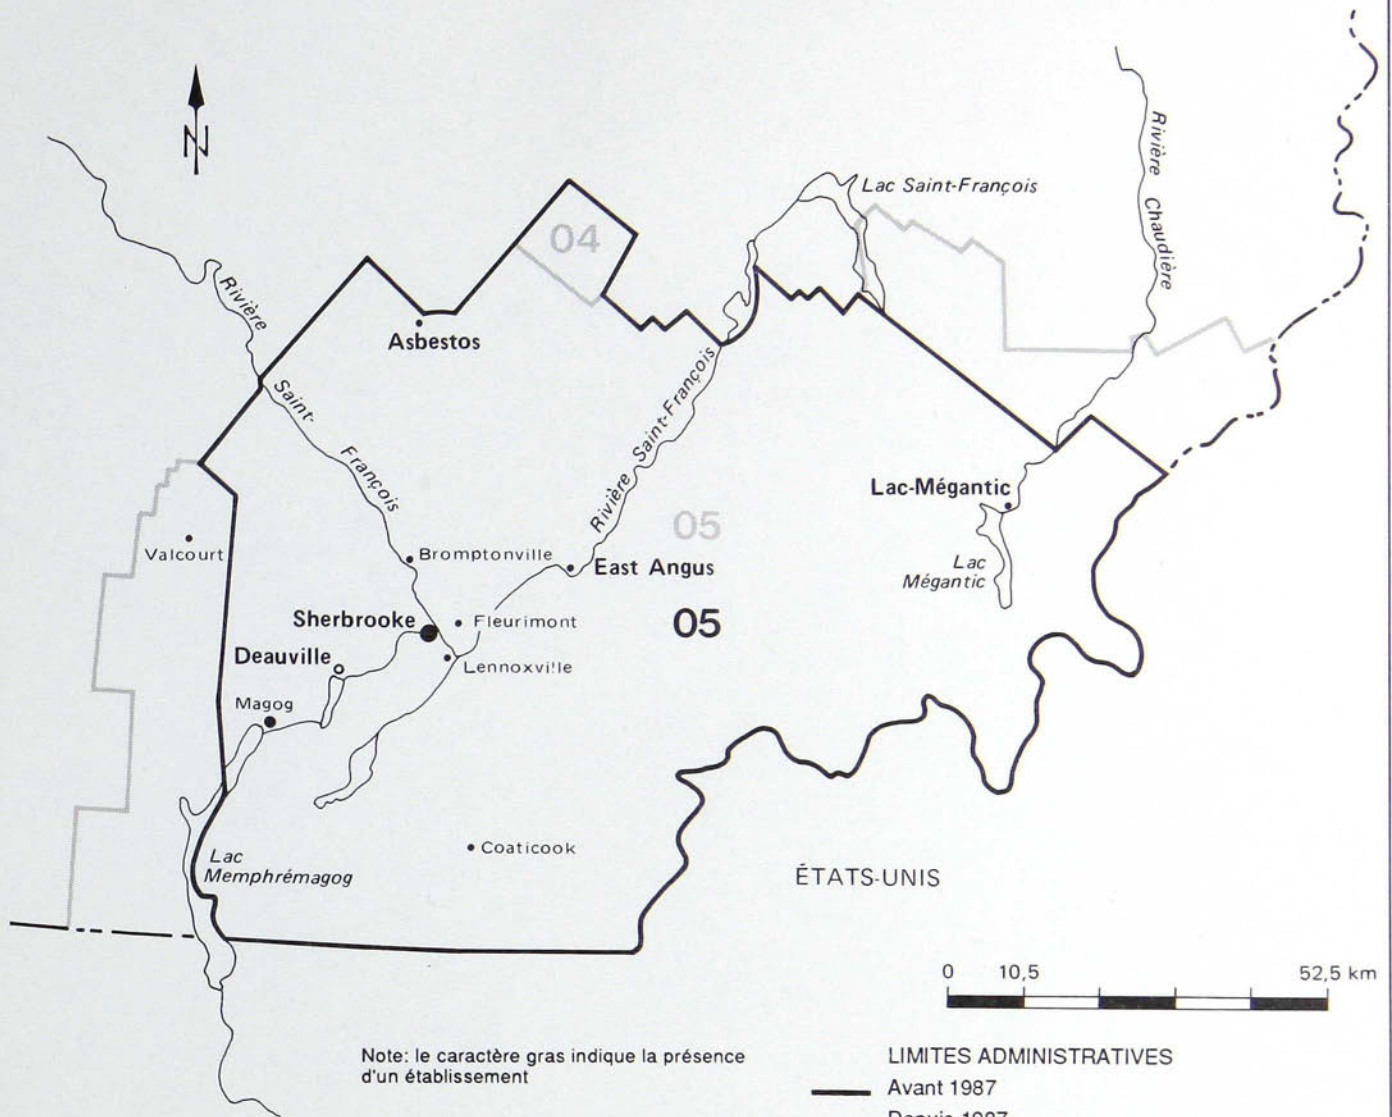 N
Rivière Chaudière
Lac Saint-François
04
Rivière
Saint-
François
Asbestos
Rivière Saint-François
Lac-Mégantic
Valcourt
Bromptonville
05
East Angus
Lac
Mégantic
Sherbrooke
Fleurimont
05
Deauville
Lennoxville
Magog
Coaticook
Lac
Memphrémagog
ÉTATS-UNIS
0 10,5 52,5 km
Note: le caractère gras indique la présence
d'un établissement
LIMITES ADMINISTRATIVES
Avant 1987
Depuis 1987